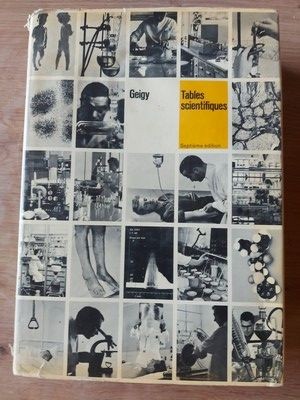 Geigy
Tables
scientifiques
Septième édition